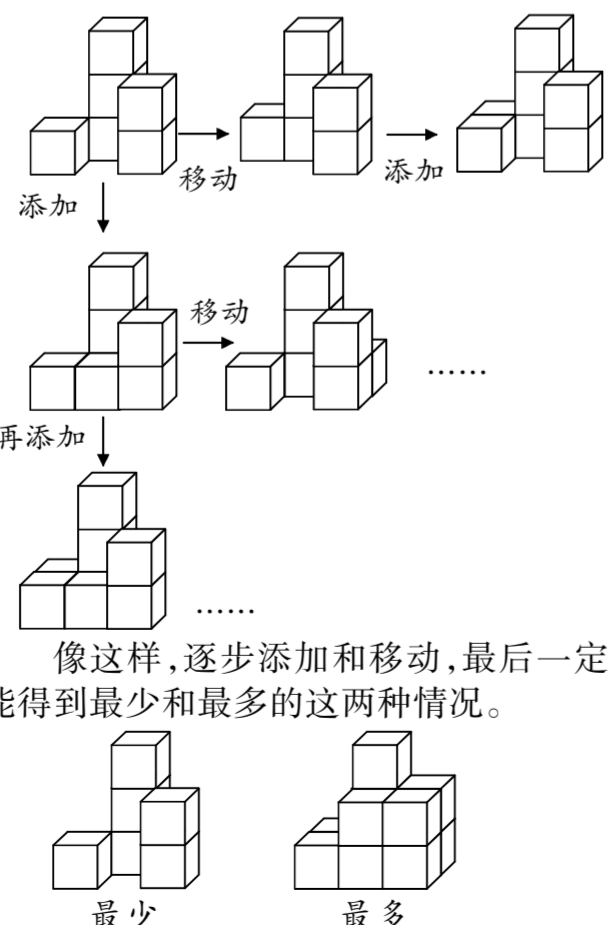 移动
添加
添加
移动
……
再添加
……
像这样,逐步添加和移动,最后一定
能得到最少和最多的这两种情况。
最少
最多